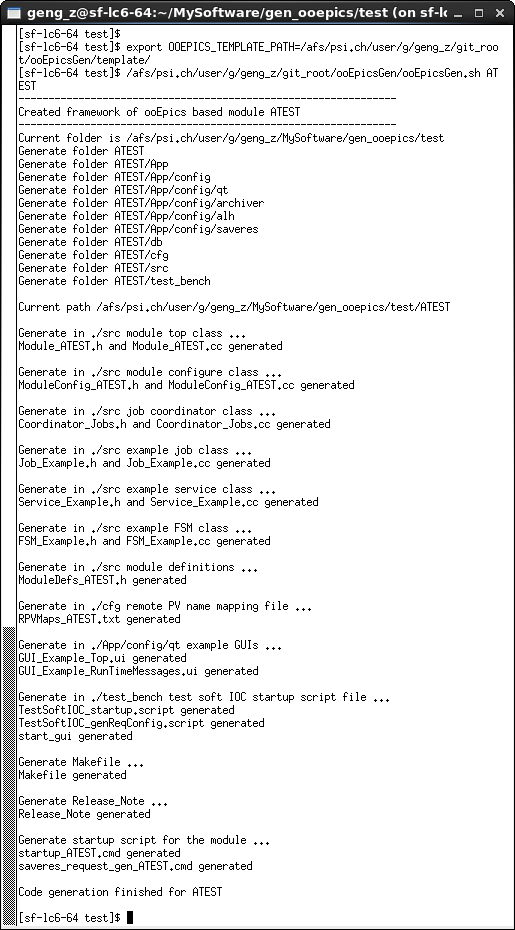 geng_z@sf-lc6-64:~/MySoftware/gen_ooepics/test (on sf-lc
[sf-lc6-64 test]$
[sf-lc6-64 test]$ export OOEPICS_TEMPLATE_PATH=/afs/psi.ch/user/g/geng_z/git_roo
t/ooEpicsGen/template/
[sf-lc6-64 test]$ /afs/psi.ch/user/g/geng_z/git_root/ooEpicsGen/ooEpicsGen.sh AT
EST
---------------------------------------------------------------
Created framework of ooEpics based module ATEST
---------------------------------------------------------------
Current folder is /afs/psi.ch/user/g/geng_z/MySoftware/gen_ooepics/test
Generate folder ATEST
Generate folder ATEST/App
Generate folder ATEST/App/config
Generate folder ATEST/App/config/qt
Generate folder ATEST/App/config/archiver
Generate folder ATEST/App/config/alh
Generate folder ATEST/App/config/saveres
Generate folder ATEST/db
Generate folder ATEST/cfg
Generate folder ATEST/src
Generate folder ATEST/test_bench
Current path /afs/psi.ch/user/g/geng_z/MySoftware/gen_ooepics/test/ATEST
Generate in ./src module top class ...
Module_ATEST.h and Module_ATEST.cc generated
Generate in ./src module configure class ...
ModuleConfig_ATEST.h and ModuleConfig_ATEST.cc generated
Generate in ./src job coordinator class ...
Coordinator_Jobs.h and Coordinator_Jobs.cc generated
Generate in ./src example job class ...
Job_Example.h and Job_Example.cc generated
Generate in ./src example service class ...
Service_Example.h and Service_Example.cc generated
Generate in ./src example FSM class ...
FSM_Example.h and FSM_Example.cc generated
Generate in ./src module definitions ...
ModuleDefs_ATEST.h generated
Generate in ./cfg remote PV name mapping file ...
RPVMaps_ATEST.txt generated
Generate in ./App/config/qt example GUIs ...
GUI_Example_Top.ui generated
GUI_Example_RunTimeMessages.ui generated
Generate in ./test_bench test soft IOC startup script file ...
TestSoftIOC_startup.script generated
TestSoftIOC_genReqConfig.script generated
start_gui generated
Generate Makefile ...
Makefile generated
Generate Release_Note ...
Release_Note generated
Generate startup script for the module ...
startup_ATEST.cmd generated
saveres_request_gen_ATEST.cmd generated
Code generation finished for ATEST
[sf-lc6-64 test]$